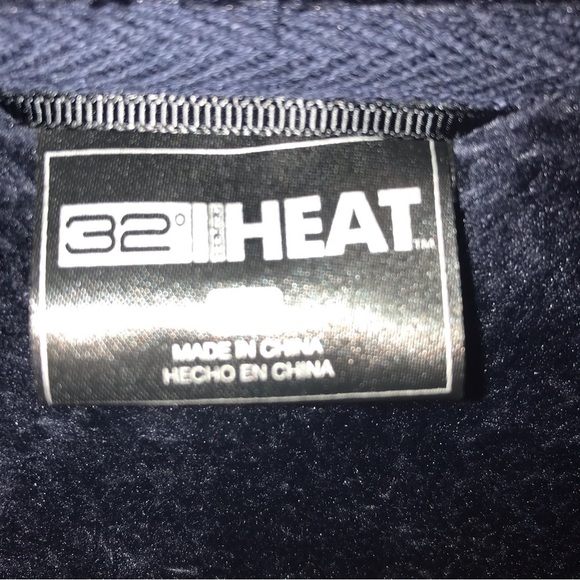 32° HEAT™
MADE IN CHINA
HECHO EN CHINA